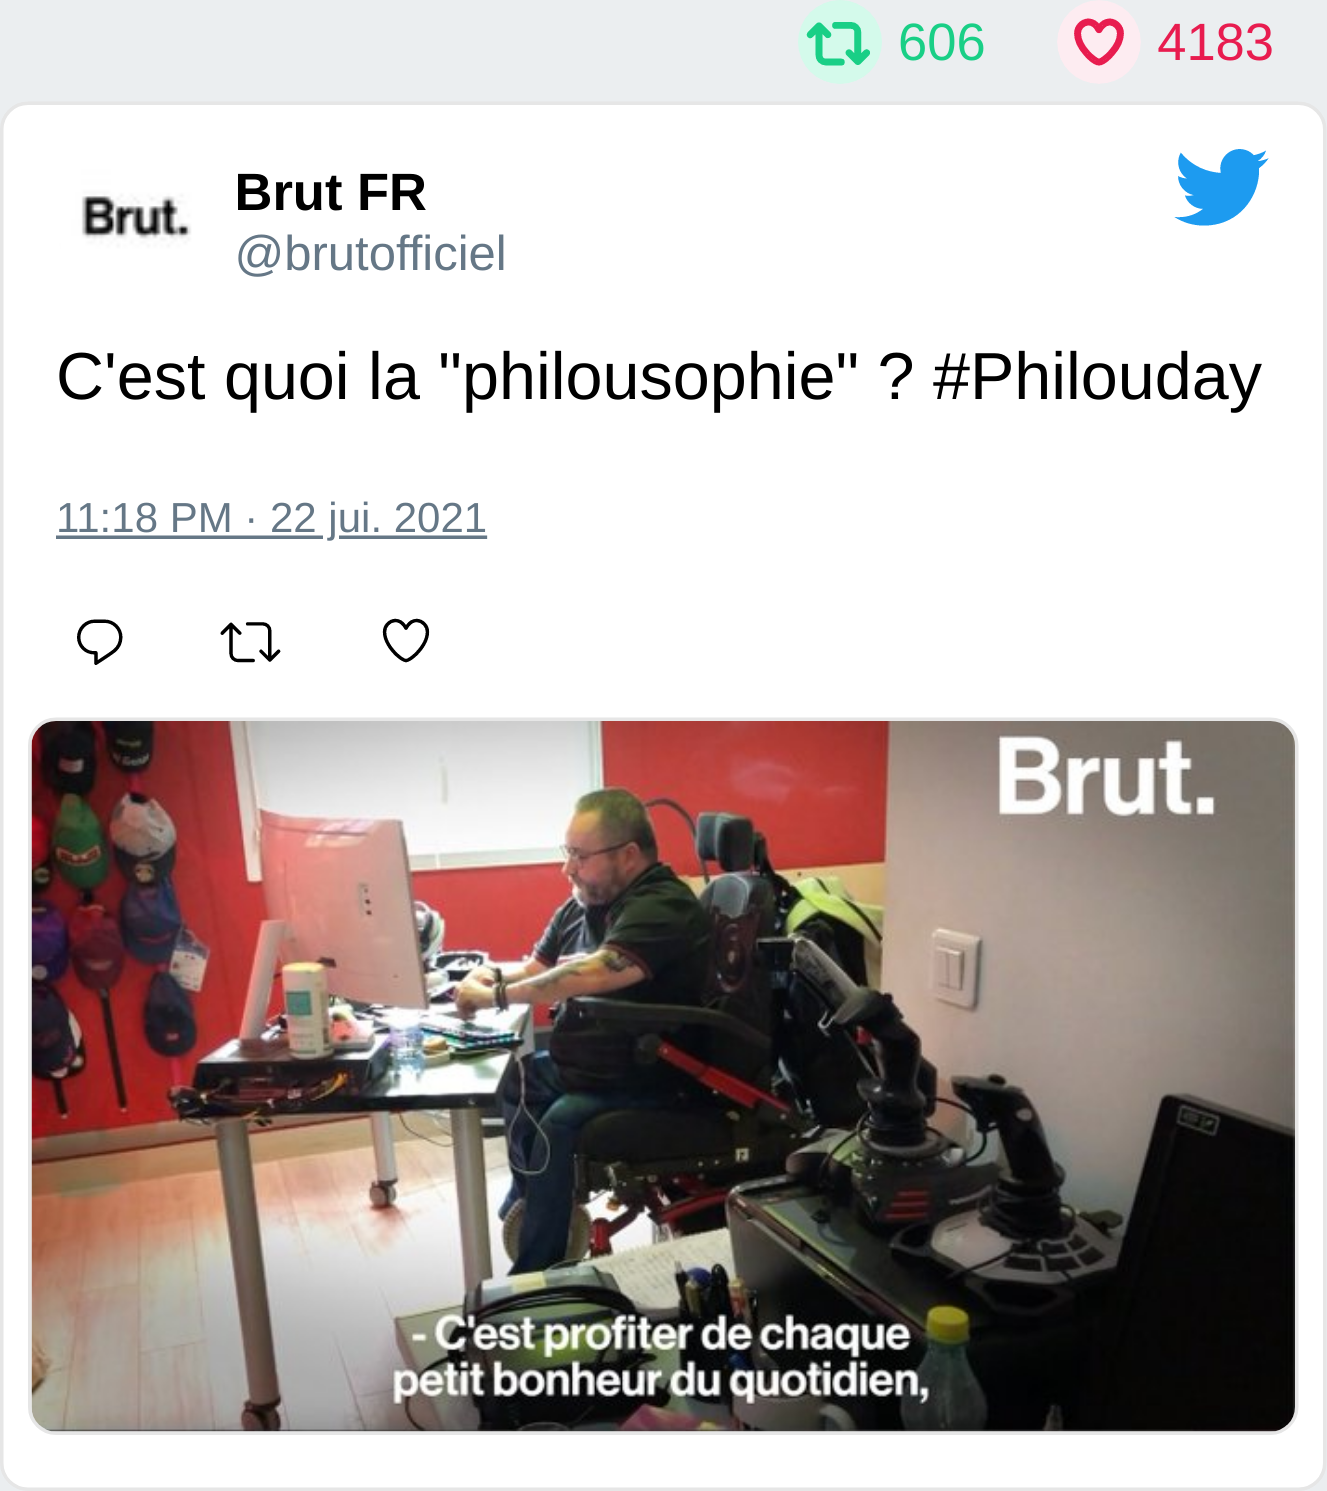 606 4183
Brut.
Brut FR
@brutofficiel
C'est quoi la "philousophie" ? #Philouday
11:18 PM · 22 jui. 2021
Brut.
- C'est profiter de chaque
petit bonheur du quotidien,